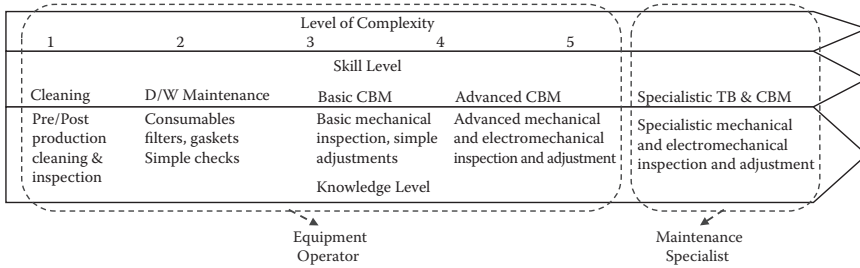 Level of Complexity
1 2 3 4 5
Skill Level
Cleaning D/W Maintenance Basic CBM Advanced CBM Specialistic TB & CBM
Pre/Post
production
cleaning &
inspection
Consumables
filters, gaskets
Simple checks
Basic mechanical
inspection, simple
adjustments
Advanced mechanical
and electromechanical
inspection and adjustment
Specialistic mechanical
and electromechanical
inspection and adjustment
Knowledge Level
Equipment
Operator
Maintenance
Specialist